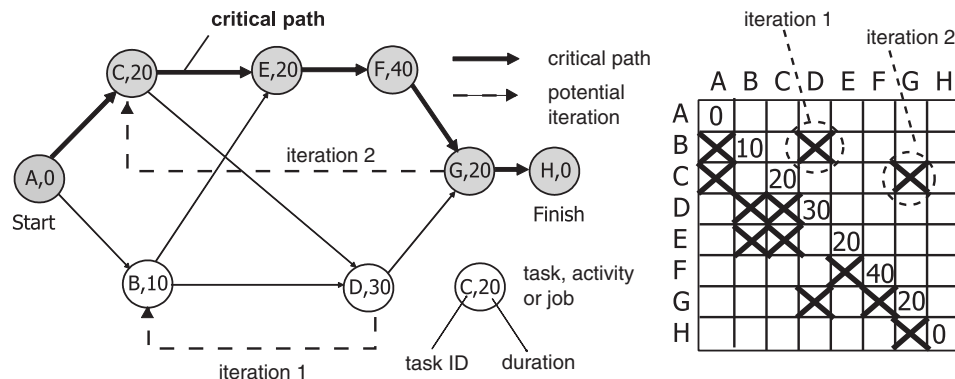 critical path
C,20
E,20
F,40
critical path
potential
iteration
iteration 2
A,0
G,20
H,0
Start
Finish
B,10
D,30
C,20
task, activity
or job
iteration 1
task ID
duration
iteration 1
iteration 2
A B C D E F G H
A 0
B X 10 X
C X 20 X
D X X 30
E X X 20
F X 40
G X X 20
H X 0